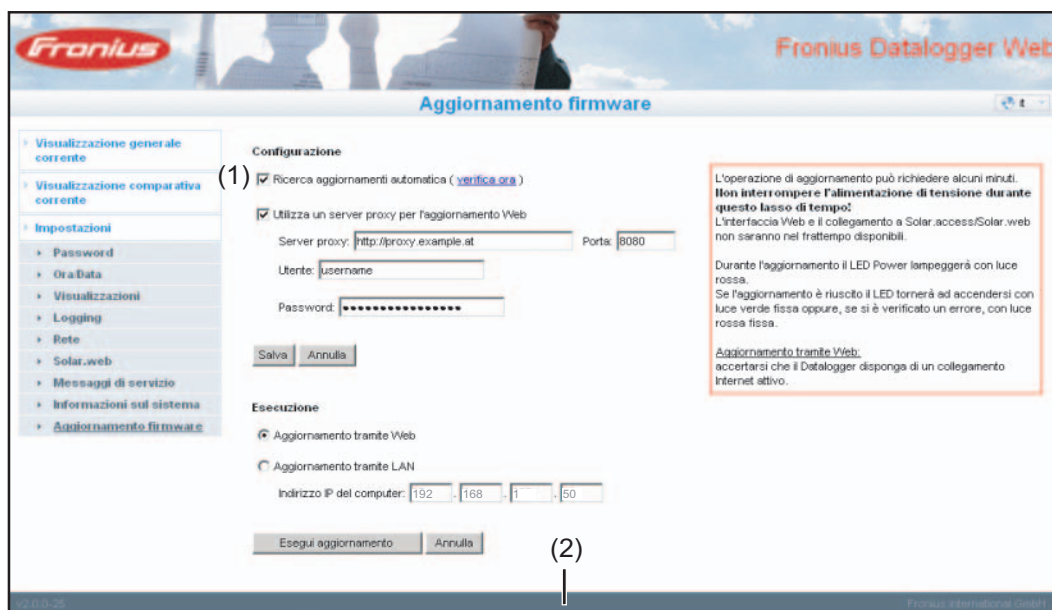 Fronius
Fronius Datalogger Web
Aggiornamento firmware
it
Visualizzazione generale
corrente
Visualizzazione comparativa
corrente
Impostazioni
Password
Ora/Data
Visualizzazioni
Logging
Rete
Solar.web
Messaggi di servizio
Informazioni sul sistema
Aggiornamento firmware
Configurazione
(1)
Ricerca aggiornamenti automatica ( verifica ora )
Utilizza un server proxy per l'aggiornamento Web
Server proxy: http://proxy.example.at Porta: 8080
Utente: username
Password: ●●●●●●●●●●●●●●●●
Salva Annulla
Esecuzione
Aggiornamento tramite Web
Aggiornamento tramite LAN
Indirizzo IP del computer: 192 . 168 . 1 . 50
Esegui aggiornamento Annulla
L'operazione di aggiornamento può richiedere alcuni minuti.
Non interrompere l'alimentazione di tensione durante
questo lasso di tempo!
L'interfaccia Web e il collegamento a Solar.access/Solar.web
non saranno nel frattempo disponibili.
Durante l'aggiornamento il LED Power lampeggerà con luce
rossa.
Se l'aggiornamento è riuscito il LED tornerà ad accendersi con
luce verde fissa oppure, se si è verificato un errore, con luce
rossa fissa.
Aggiornamento tramite Web:
accertarsi che il Datalogger disponga di un collegamento
Internet attivo.
(2)
v2.0.0-25
Fronius International GmbH